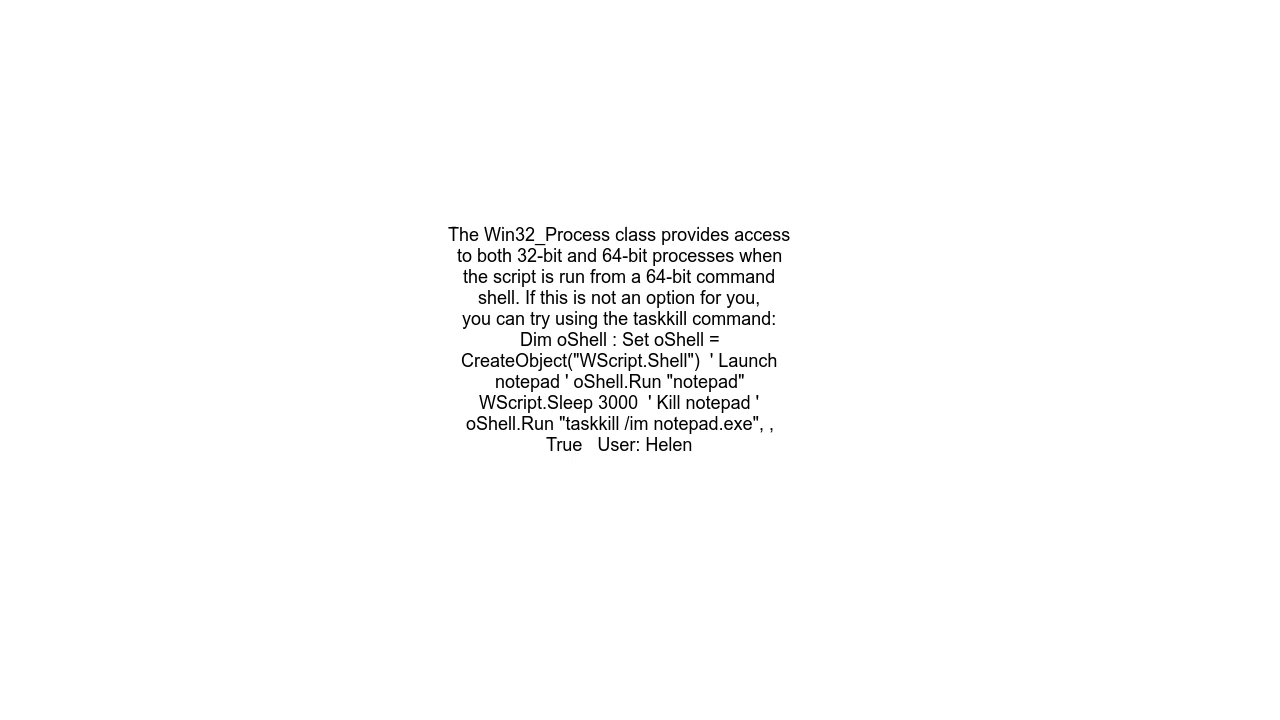 The Win32_Process class provides access
to both 32-bit and 64-bit processes when
the script is run from a 64-bit command
shell. If this is not an option for you,
you can try using the taskkill command:
Dim oShell : Set oShell =
CreateObject("WScript.Shell")  ' Launch
notepad ' oShell.Run "notepad"
WScript.Sleep 3000  ' Kill notepad '
oShell.Run "taskkill /im notepad.exe", ,
True   User: Helen